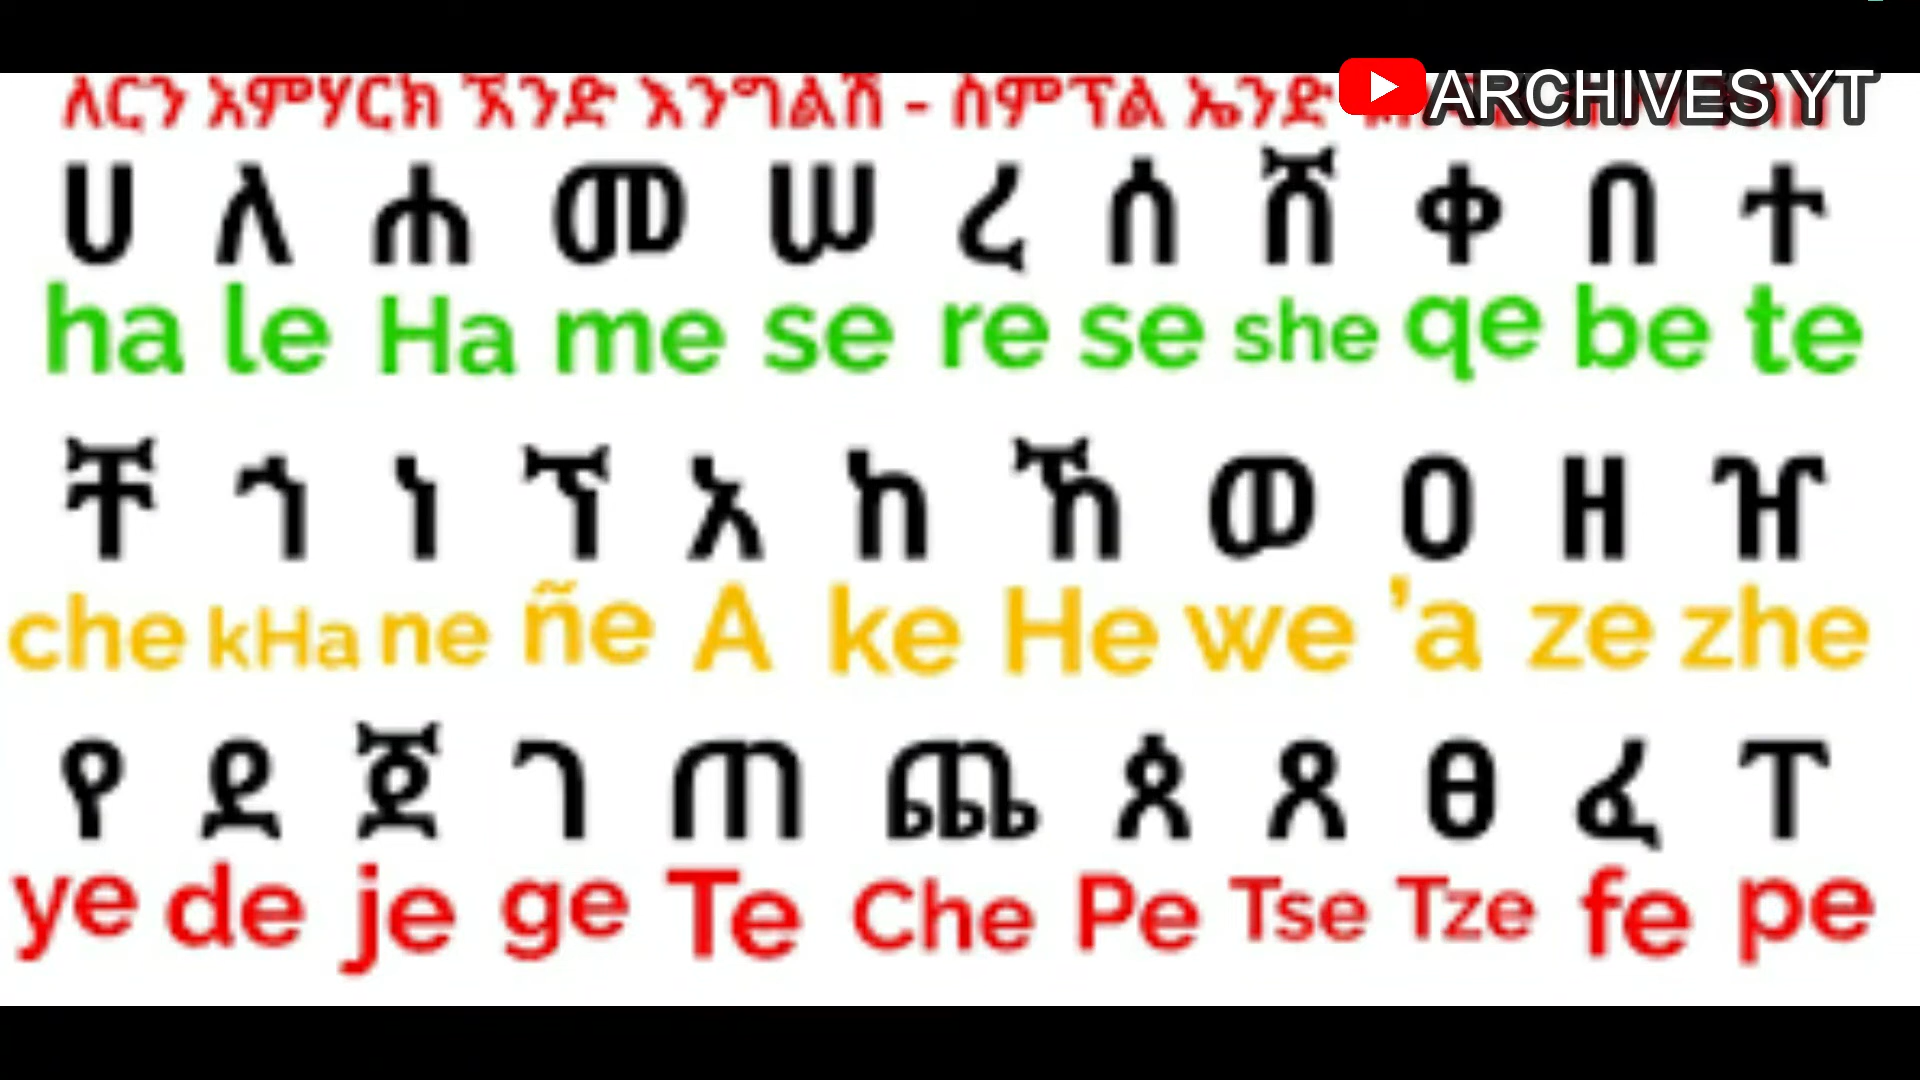 ለርን አምሃርክ ኧንድ እንግልሽ - ስምፕል ኤንድ
ARCHIVES YT
ሀ ለ ሐ መ ሠ ረ ሰ ሸ ቀ በ ተ
ha le Ha me se re se she qe be te
ቸ ኀ ነ ኘ አ ከ ኸ ወ ዐ ዘ ዠ
che kHa ne ñe A ke He we 'a ze zhe
የ ደ ጀ ገ ጠ ጨ ጰ ጸ ፀ ፈ ፐ
ye de je ge Te Che Pe Tse Tze fe pe